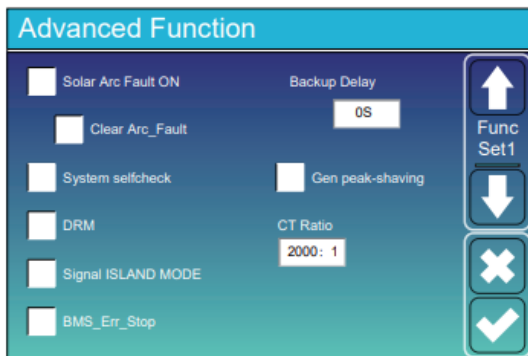 Advanced Function
Solar Arc Fault ON
Clear Arc_Fault
System selfcheck
DRM
Signal ISLAND MODE
BMS_Err_Stop
Backup Delay
0S
Gen peak-shaving
CT Ratio
2000: 1
Func
Set1